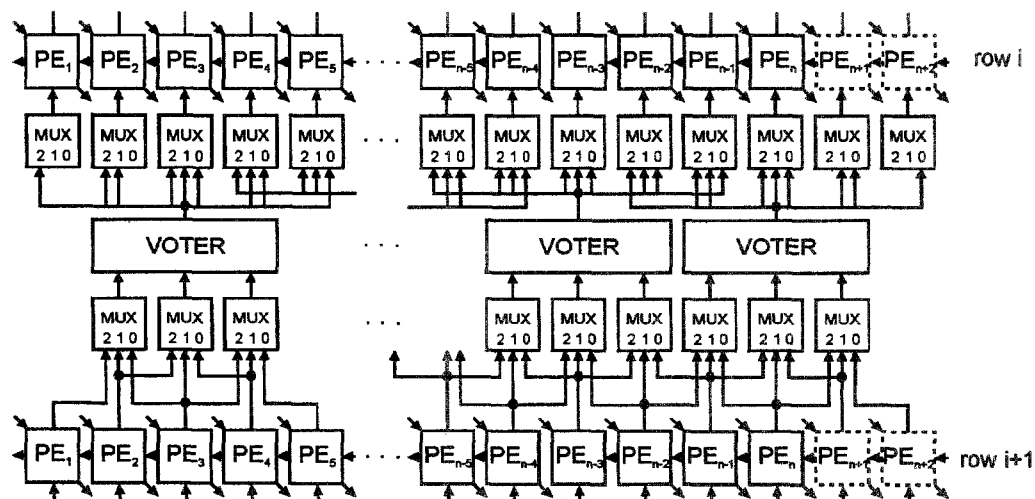 PE₁ PE₂ PE₃ PE₄ PE₅ . . . PEₙ₋₅ PEₙ₋₄ PEₙ₋₃ PEₙ₋₂ PEₙ₋₁ PEₙ PEₙ₊₁ PEₙ₊₂ row i
MUX MUX MUX MUX MUX . . . MUX MUX MUX MUX MUX MUX MUX MUX
2 1 0 2 1 0 2 1 0 2 1 0 2 1 0 2 1 0 2 1 0 2 1 0 2 1 0 2 1 0 2 1 0 2 1 0 2 1 0
VOTER . . . VOTER VOTER
MUX MUX MUX . . . MUX MUX MUX MUX MUX MUX
2 1 0 2 1 0 2 1 0 2 1 0 2 1 0 2 1 0 2 1 0 2 1 0 2 1 0
PE₁ PE₂ PE₃ PE₄ PE₅ . . . PEₙ₋₅ PEₙ₋₄ PEₙ₋₃ PEₙ₋₂ PEₙ₋₁ PEₙ PEₙ₊₁ PEₙ₊₂ row i+1